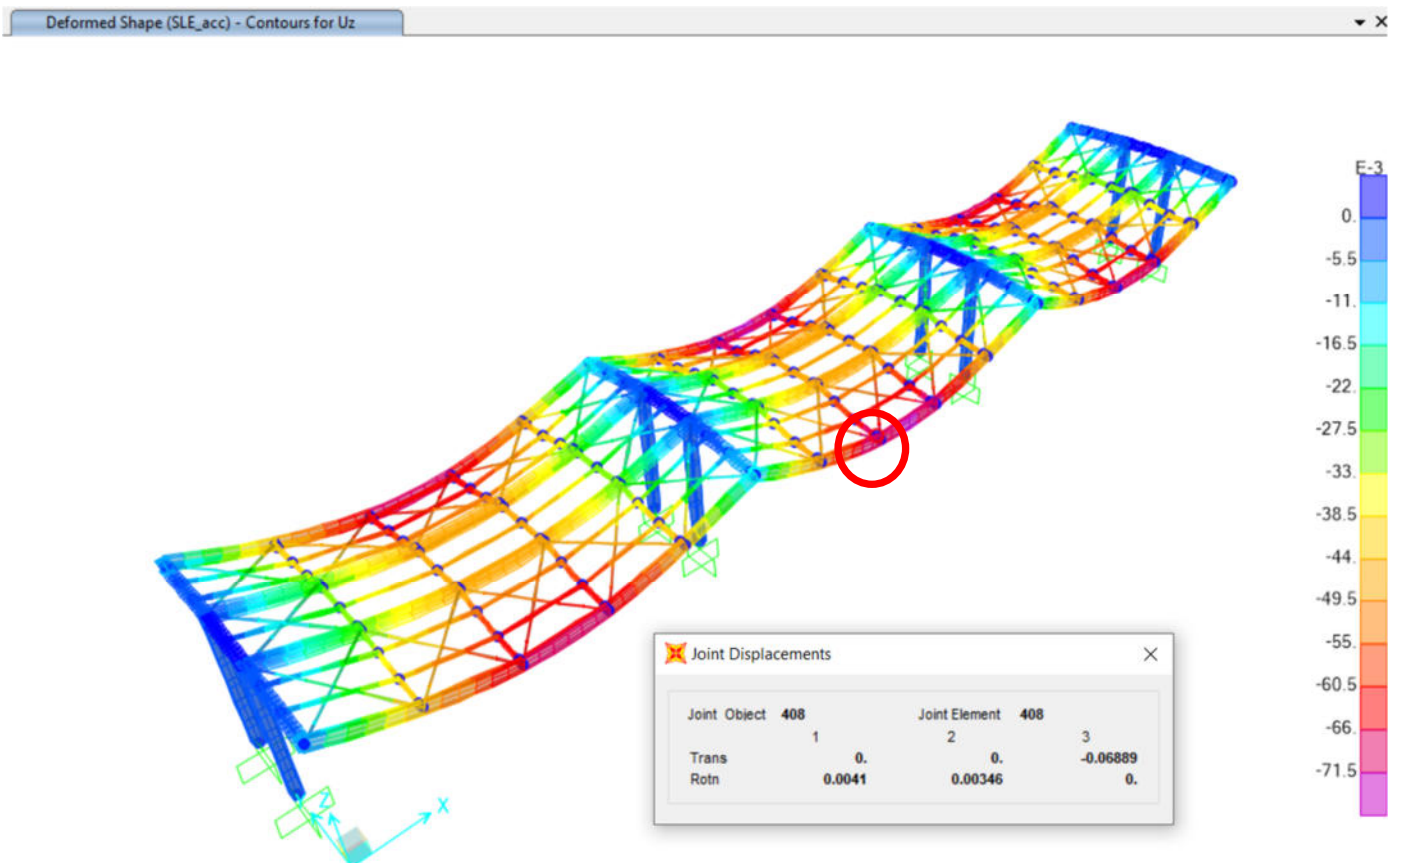 Deformed Shape (SLE_acc) - Contours for Uz
E-3
0.
-5.5
-11.
-16.5
-22.
-27.5
-33.
-38.5
-44.
-49.5
-55.
-60.5
-66.
-71.5
Joint Displacements
Joint Object 408 Joint Element 408
1 2 3
Trans 0. 0. -0.06889
Rotn 0.0041 0.00346 0.
Z
X